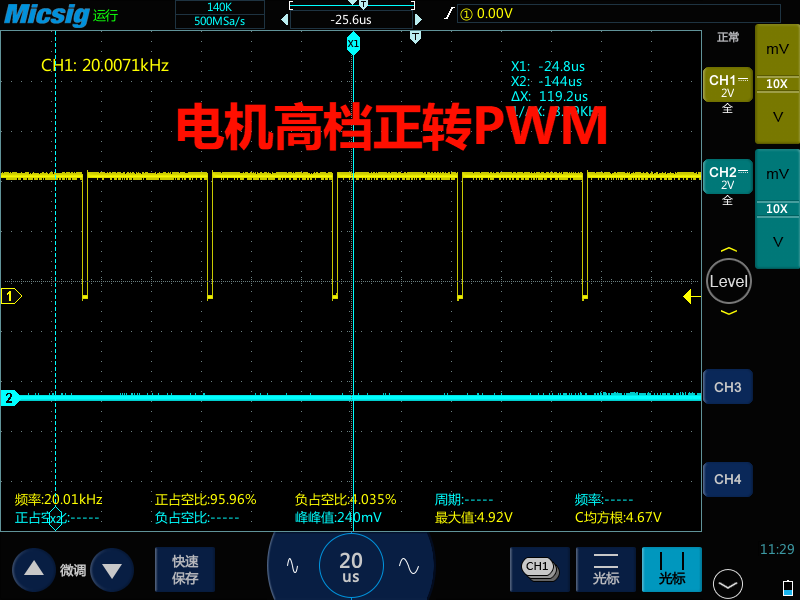 Micsig 运行
140K
500MSa/s
T
-25.6us
① 0.00V
X1
T
正常
CH1: 20.0071kHz
X1: -24.8us
X2: -144us
ΔX: 119.2us
电机高档正转PWM
CH1
2V
全
mV
10X
V
CH2
2V
全
mV
10X
V
1
Level
2
CH3
CH4
频率:20.01kHz
正占空比:95.96%
负占空比:4.035%
周期:-----
频率:-----
正占空比:-----
X2
负占空比:-----
峰峰值:240mV
最大值:4.92V
C均方根:4.67V
微调
快速
保存
20
us
CH1
光标
光标
11:29